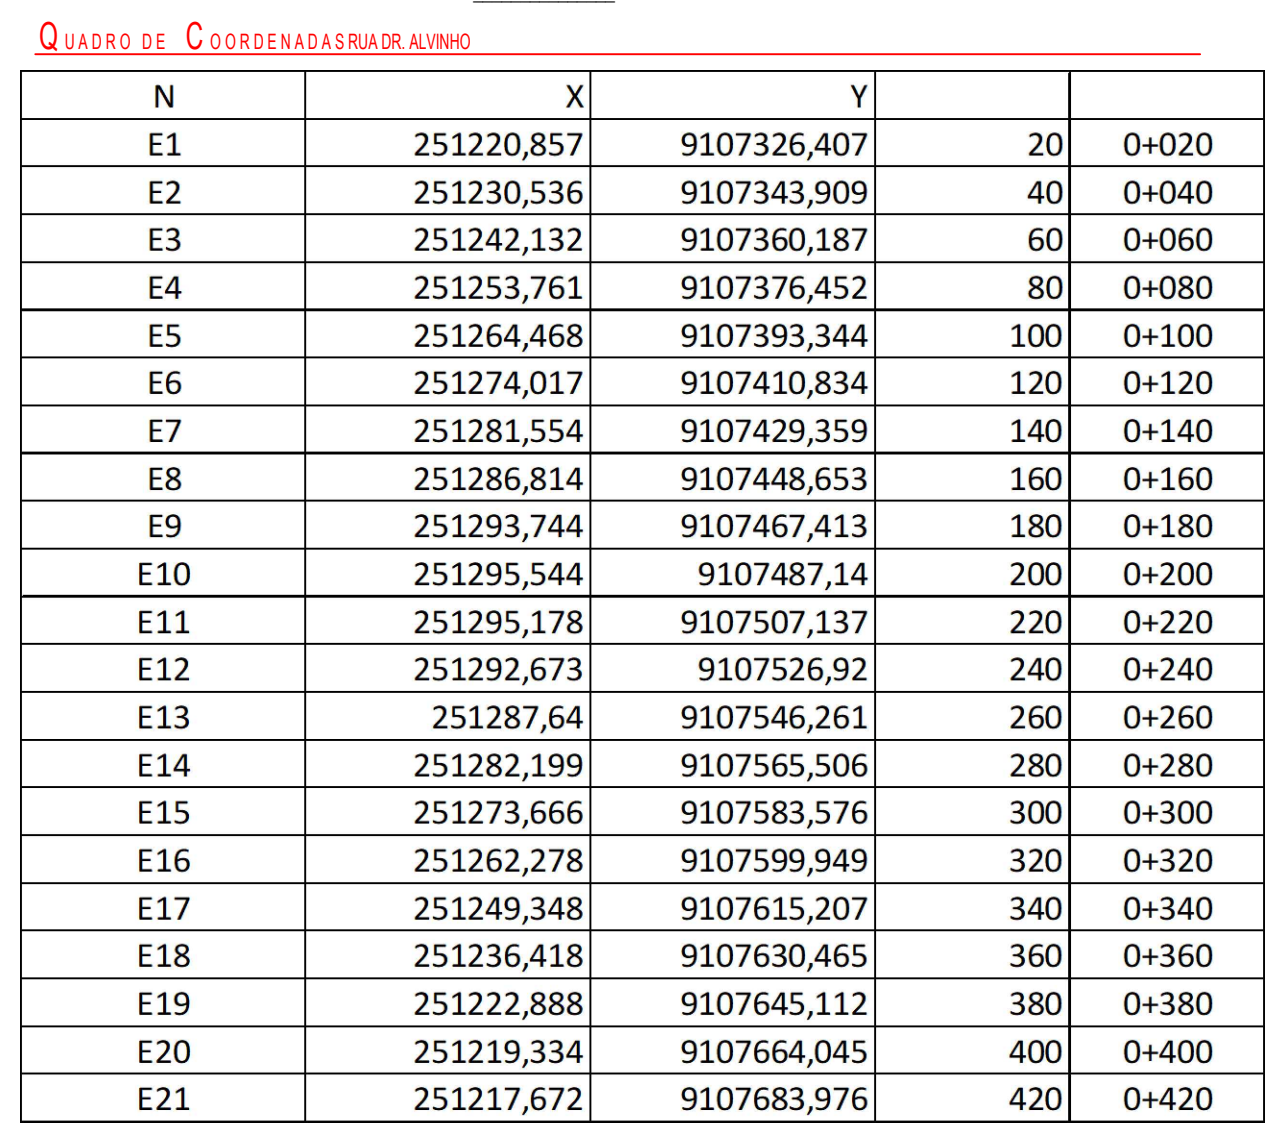 QUADRO DE COORDENADAS RUA DR. ALVINHO
N X Y
E1 251220,857 9107326,407 20 0+020
E2 251230,536 9107343,909 40 0+040
E3 251242,132 9107360,187 60 0+060
E4 251253,761 9107376,452 80 0+080
E5 251264,468 9107393,344 100 0+100
E6 251274,017 9107410,834 120 0+120
E7 251281,554 9107429,359 140 0+140
E8 251286,814 9107448,653 160 0+160
E9 251293,744 9107467,413 180 0+180
E10 251295,544 9107487,14 200 0+200
E11 251295,178 9107507,137 220 0+220
E12 251292,673 9107526,92 240 0+240
E13 251287,64 9107546,261 260 0+260
E14 251282,199 9107565,506 280 0+280
E15 251273,666 9107583,576 300 0+300
E16 251262,278 9107599,949 320 0+320
E17 251249,348 9107615,207 340 0+340
E18 251236,418 9107630,465 360 0+360
E19 251222,888 9107645,112 380 0+380
E20 251219,334 9107664,045 400 0+400
E21 251217,672 9107683,976 420 0+420